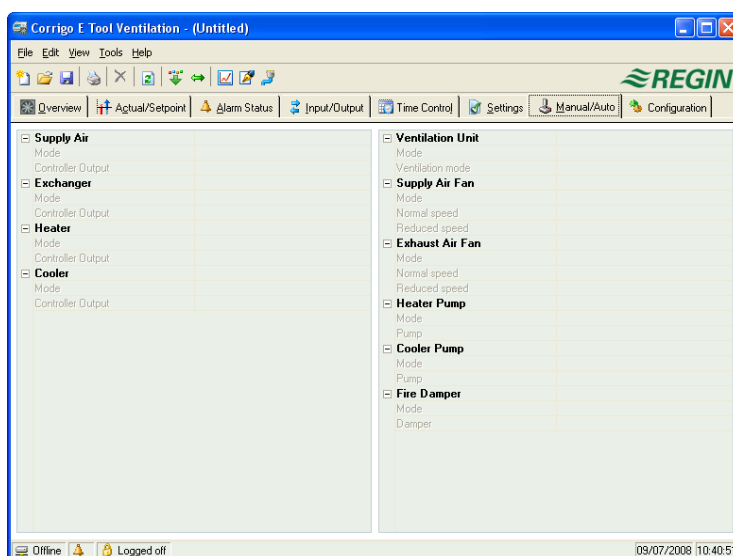 Corrigo E Tool Ventilation - (Untitled)
File Edit View Tools Help
REGIN
Overview Actual/Setpoint Alarm Status Input/Output Time Control Settings Manual/Auto Configuration
Supply Air
Mode
Controller Output
Exchanger
Mode
Controller Output
Heater
Mode
Controller Output
Cooler
Mode
Controller Output
Ventilation Unit
Mode
Ventilation mode
Supply Air Fan
Mode
Normal speed
Reduced speed
Exhaust Air Fan
Mode
Normal speed
Reduced speed
Heater Pump
Mode
Pump
Cooler Pump
Mode
Pump
Fire Damper
Mode
Damper
Offline Logged off 09/07/2008